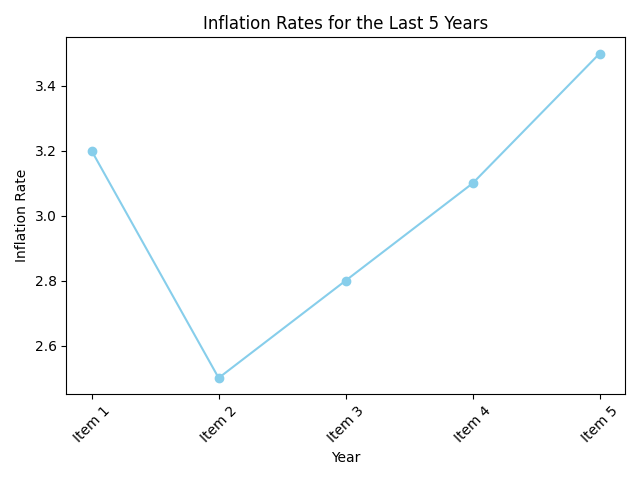 Inflation Rates for the Last 5 Years
Inflation Rate
3.4
3.2
3.0
2.8
2.6
Item 1
Item 2
Item 3
Item 4
Item 5
Year